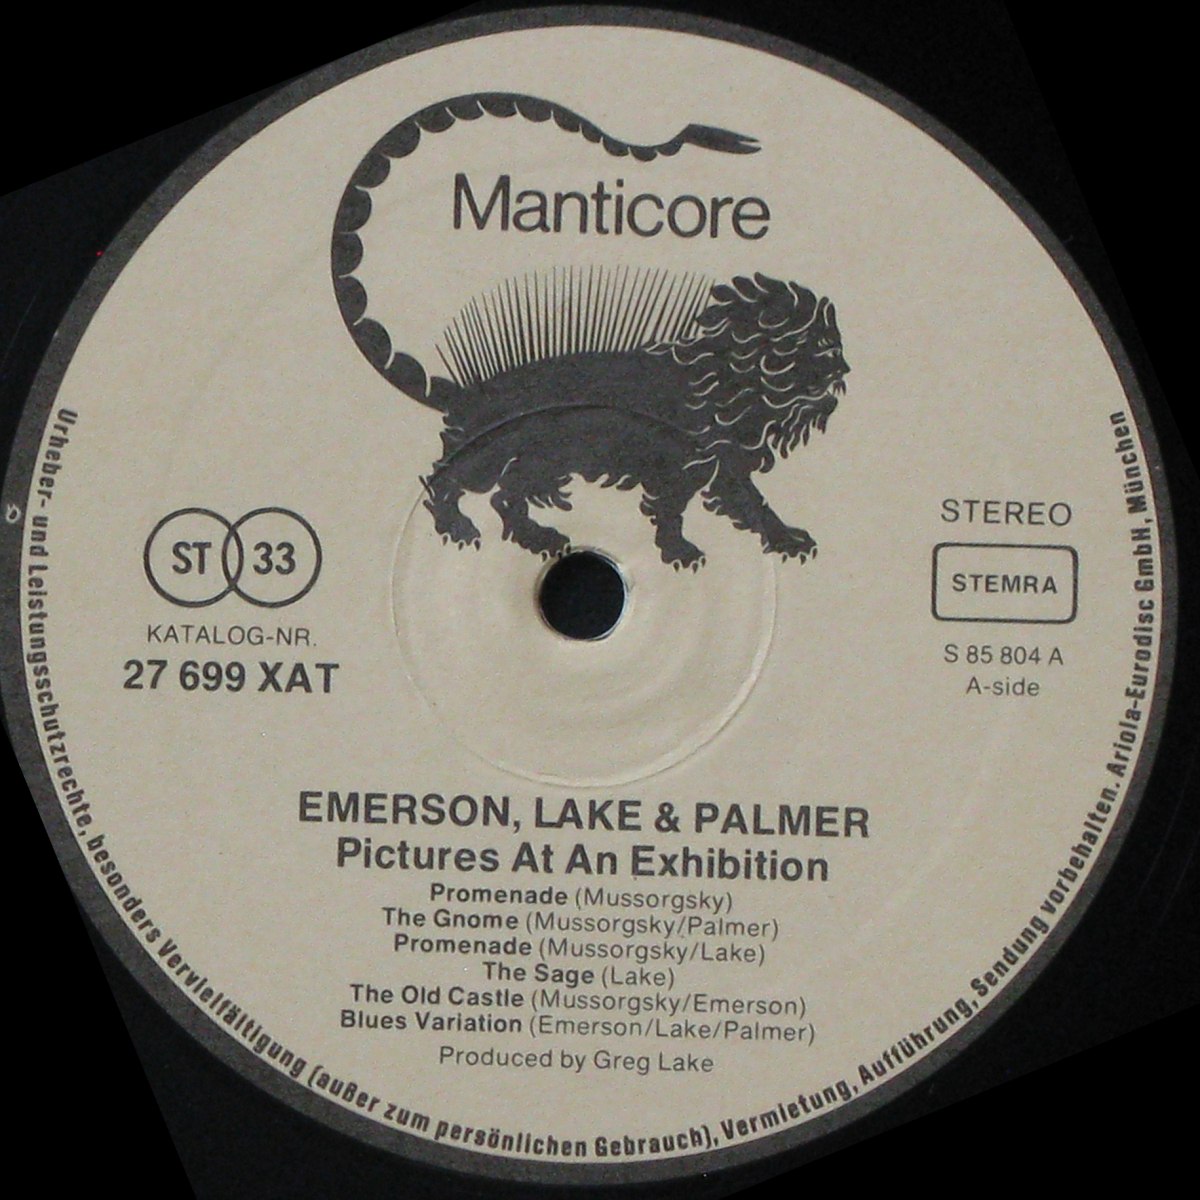 Manticore
ST 33
KATALOG-NR.
27 699 XAT
STEREO
STEMRA
S 85 804 A
A-side
EMERSON, LAKE & PALMER
Pictures At An Exhibition
Promenade (Mussorgsky)
The Gnome (Mussorgsky/Palmer)
Promenade (Mussorgsky/Lake)
The Sage (Lake)
The Old Castle (Mussorgsky/Emerson)
Blues Variation (Emerson/Lake/Palmer)
Produced by Greg Lake
Urheber- und Leistungsschutzrechte, besonders Vervielfältigung (außer zum persönlichen Gebrauch), Vermietung, Aufführung, Sendung vorbehalten. Ariola-Eurodisc GmbH, München